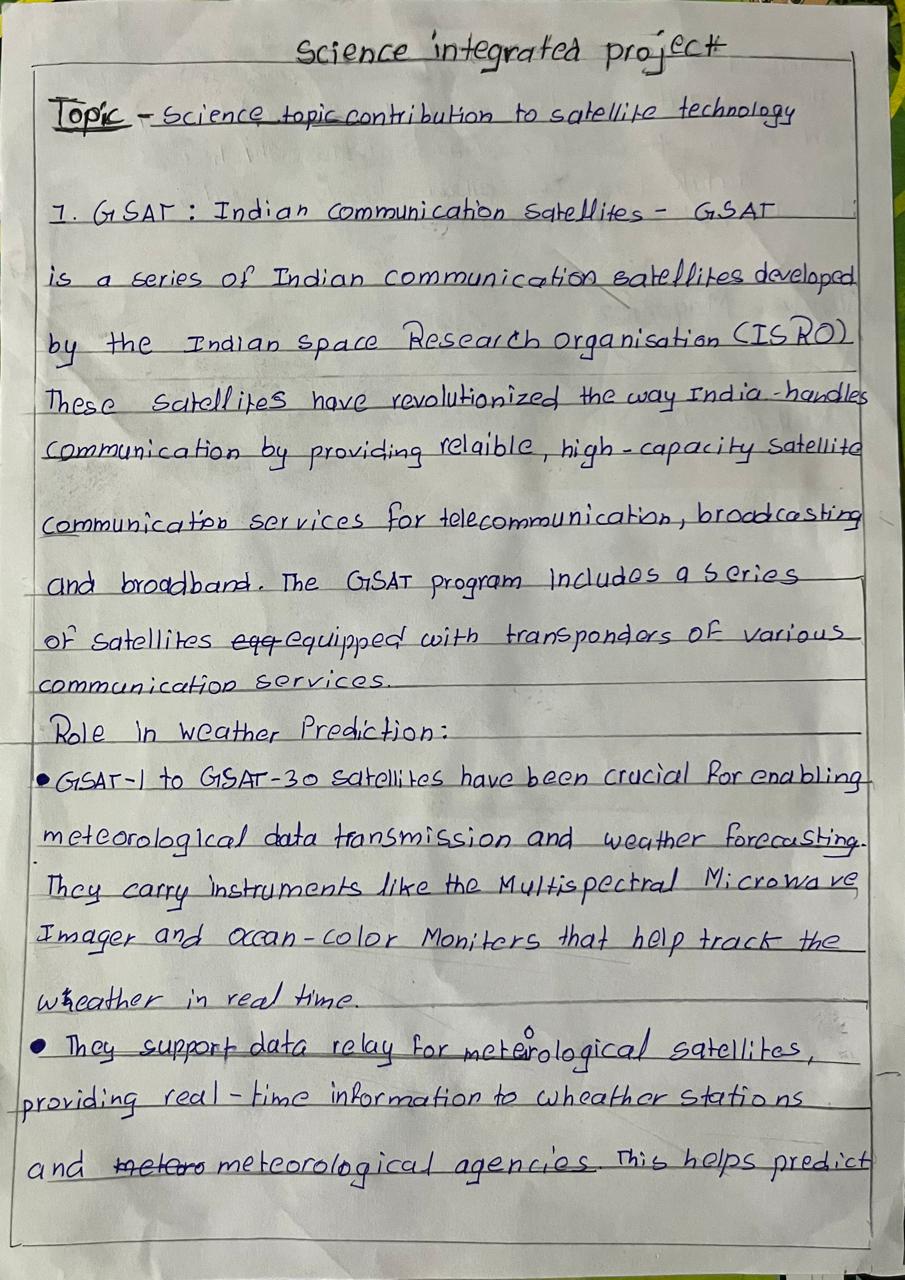 Science integrated project
Topic - Science topic contribution to satellite technology
1. GSAT : Indian communication satellites - GSAT
is a series of Indian communication satellites developed
by the Indian space Research organisation (ISRO)
These satellites have revolutionized the way India -handles
communication by providing relaible, high-capacity satellite
communication services for telecommunication, broadcasting
and broadband. The GSAT program includes a series
of satellites eqq equipped with transponders of various
communication services.
Role in weather Prediction:
• GSAT-1 to GSAT-30 satellites have been crucial for enabling
meteorological data transmission and weather forecasting.
They carry instruments like the Multispectral Microwave
Imager and occan-color Moniters that help track the
wheather in real time.
• They support data relay for meterological satellites,
providing real-time information to wheather stations
and metero meteorological agencies. This helps predict